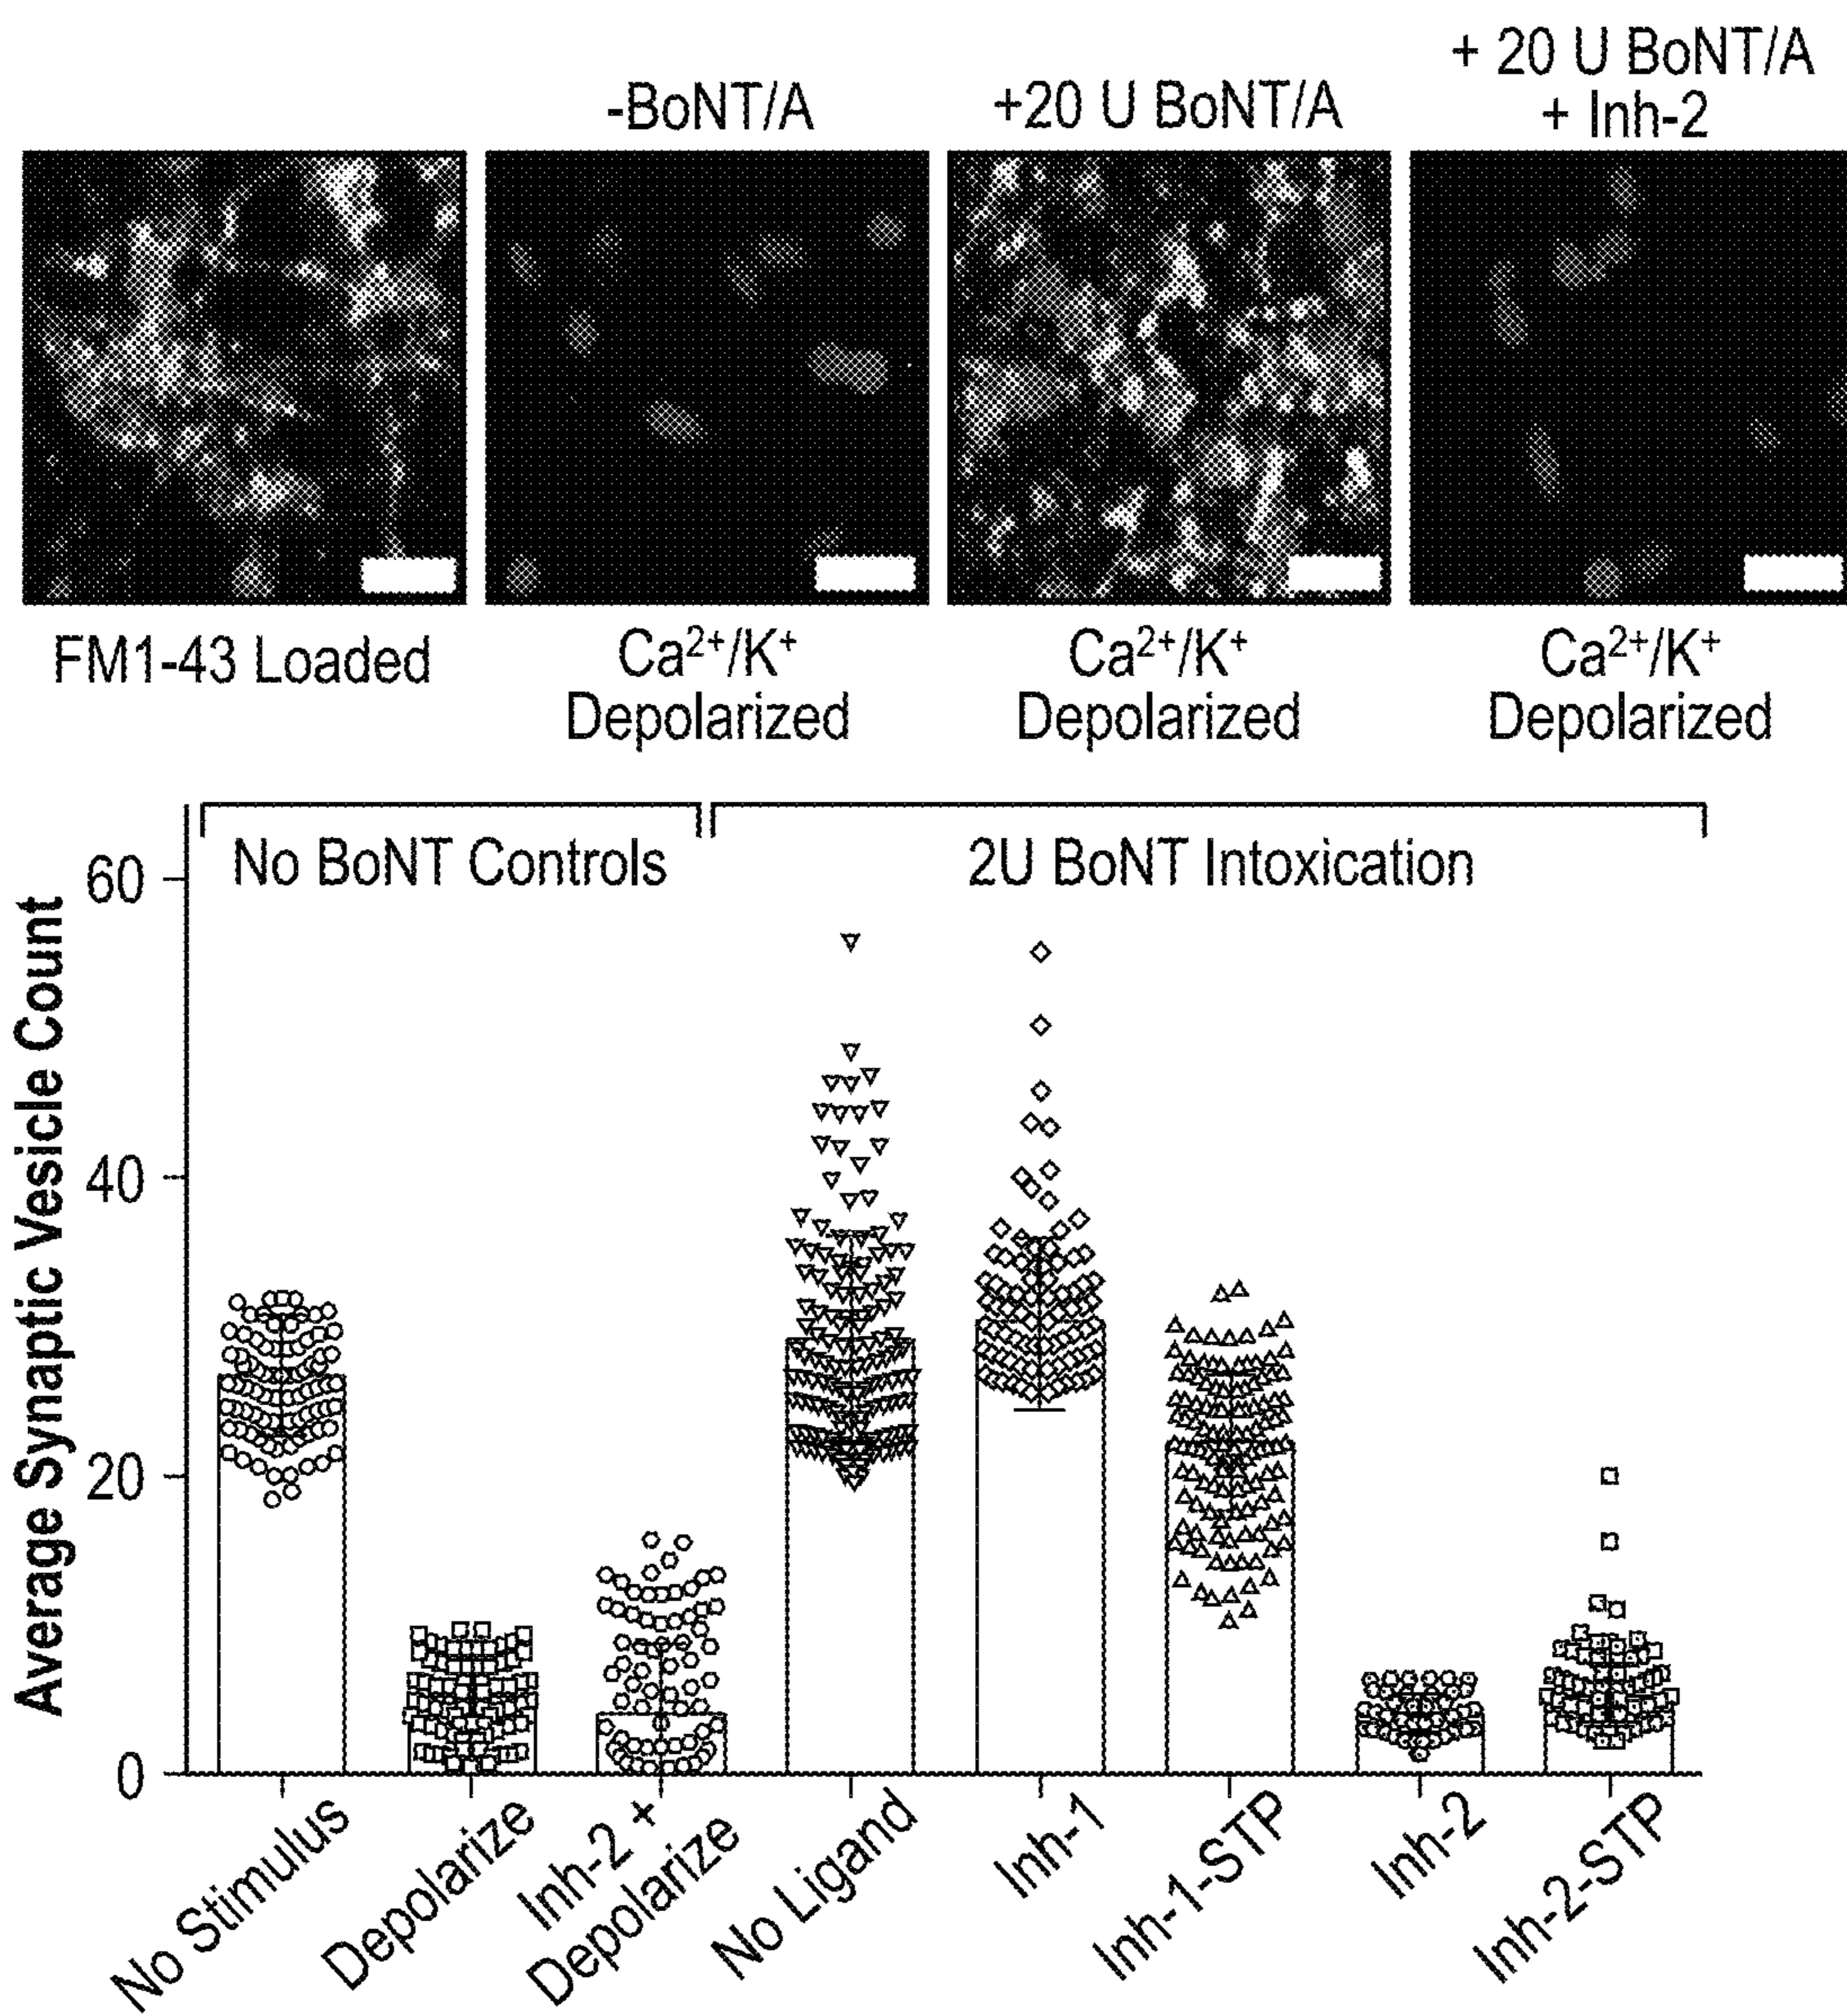 + 20 U BoNT/A
-BoNT/A
+20 U BoNT/A
+ Inh-2
FM1-43 Loaded
Ca²⁺/K⁺
Depolarized
Ca²⁺/K⁺
Depolarized
Ca²⁺/K⁺
Depolarized
Average Synaptic Vesicle Count
60
40
20
0
No BoNT Controls
2U BoNT Intoxication
No Stimulus
Depolarize
Inh-2 +
Depolarize
No Ligand
Inh-1
Inh-1-STP
Inh-2
Inh-2-STP